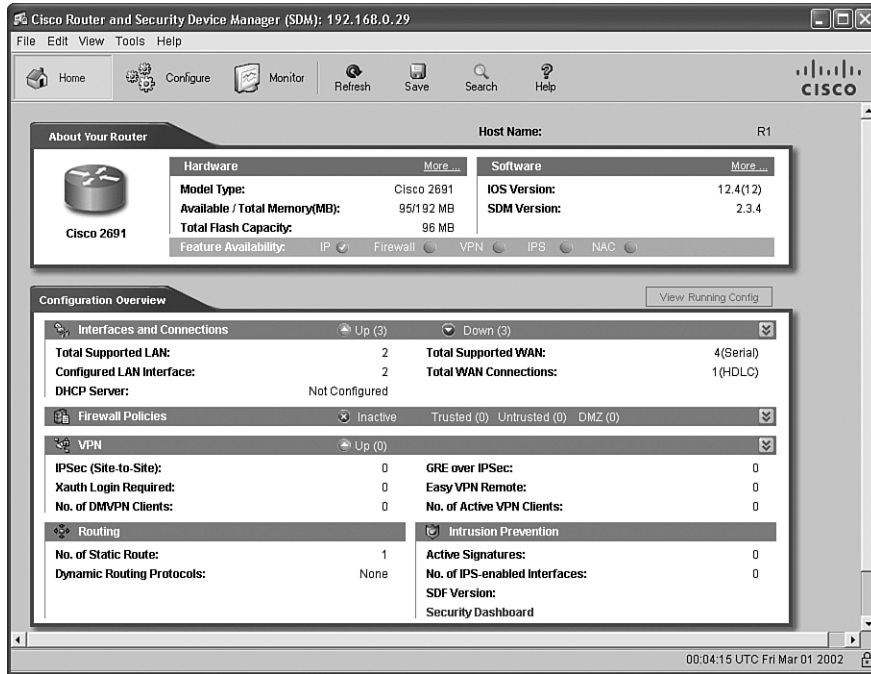 Cisco Router and Security Device Manager (SDM): 192.168.0.29
File Edit View Tools Help
Home Configure Monitor Refresh Save Search Help CISCO
About Your Router Host Name: R1
Hardware More ... Software More ...
Model Type: Cisco 2691 IOS Version: 12.4(12)
Available / Total Memory(MB): 95/192 MB SDM Version: 2.3.4
Total Flash Capacity: 96 MB
Cisco 2691
Feature Availability: IP Firewall VPN IPS NAC
Configuration Overview View Running Config
Interfaces and Connections Up (3) Down (3)
Total Supported LAN: 2 Total Supported WAN: 4(Serial)
Configured LAN Interface: 2 Total WAN Connections: 1(HDLC)
DHCP Server: Not Configured
Firewall Policies Inactive Trusted (0) Untrusted (0) DMZ (0)
VPN Up (0)
IPSec (Site-to-Site): 0 GRE over IPSec: 0
Xauth Login Required: 0 Easy VPN Remote: 0
No. of DMVPN Clients: 0 No. of Active VPN Clients: 0
Routing Intrusion Prevention
No. of Static Route: 1 Active Signatures: 0
Dynamic Routing Protocols: None No. of IPS-enabled Interfaces: 0
SDF Version:
Security Dashboard
00:04:15 UTC Fri Mar 01 2002